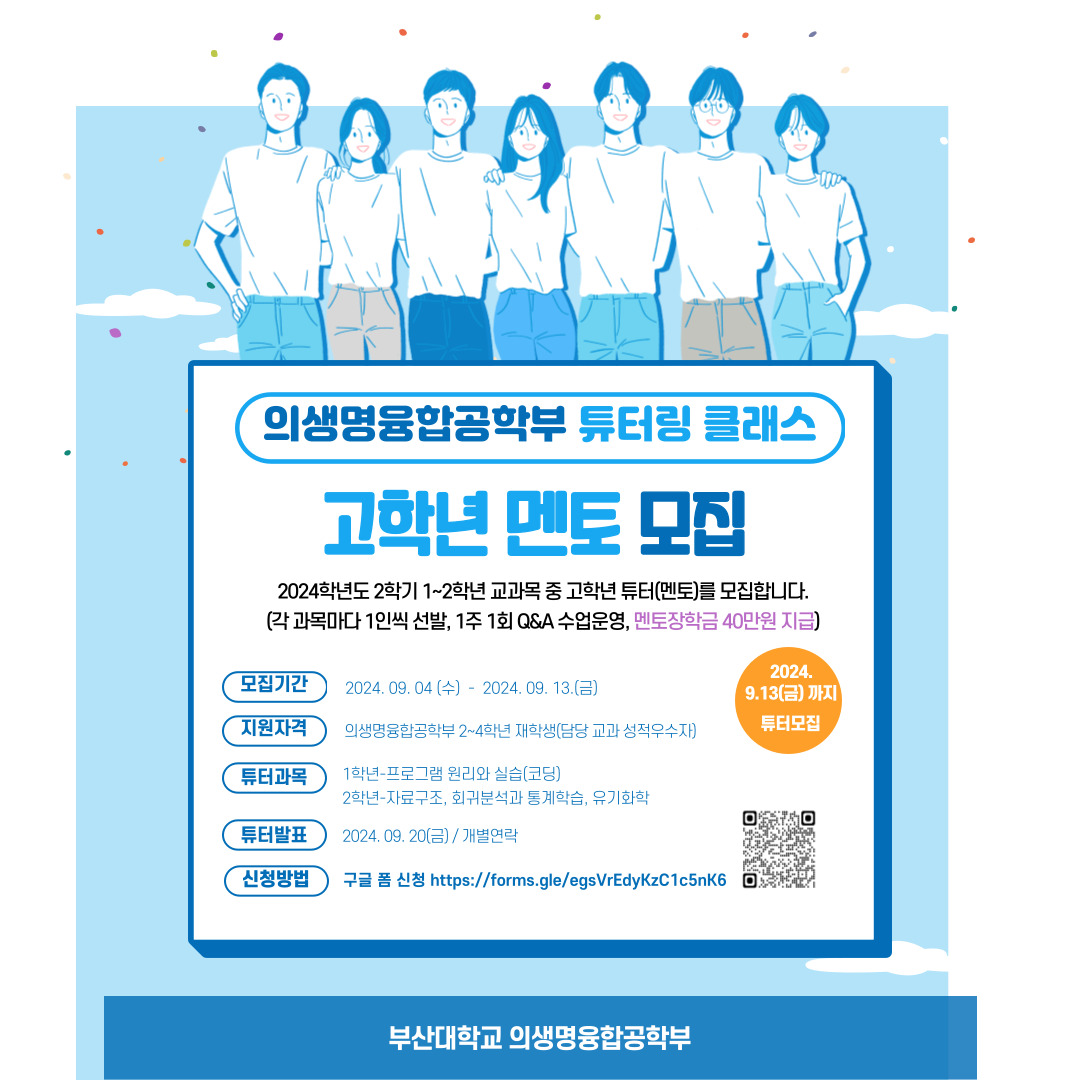 의생명융합공학부 튜터링 클래스
고학년 멘토 모집
2024학년도 2학기 1~2학년 교과목 중 고학년 튜터(멘토)를 모집합니다.
(각 과목마다 1인씩 선발, 1주 1회 Q&A 수업운영, 멘토장학금 40만원 지급)
2024.
9.13(금) 까지
튜터모집
모집기간 2024. 09. 04 (수) - 2024. 09. 13.(금)
지원자격 의생명융합공학부 2~4학년 재학생(담당 교과 성적우수자)
튜터과목 1학년-프로그램 원리와 실습(코딩)
2학년-자료구조, 회귀분석과 통계학습, 유기화학
튜터발표 2024. 09. 20(금) / 개별연락
신청방법 구글 폼 신청 https://forms.gle/egsVrEdyKzC1c5nK6
부산대학교 의생명융합공학부